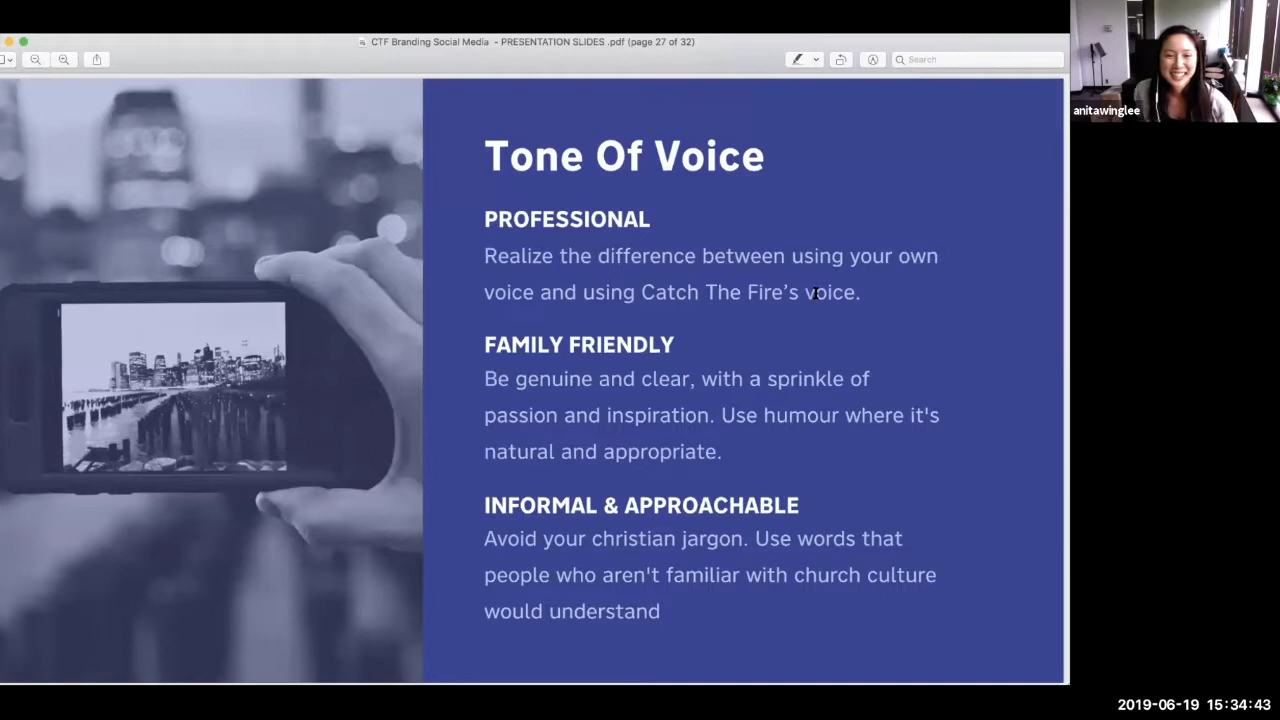 CTF Branding Social Media - PRESENTATION SLIDES .pdf (page 27 of 32)
Search
anitawinglee
Tone Of Voice
PROFESSIONAL
Realize the difference between using your own
voice and using Catch The Fire’s voice.
FAMILY FRIENDLY
Be genuine and clear, with a sprinkle of
passion and inspiration. Use humour where it's
natural and appropriate.
INFORMAL & APPROACHABLE
Avoid your christian jargon. Use words that
people who aren't familiar with church culture
would understand
2019-06-19 15:34:43